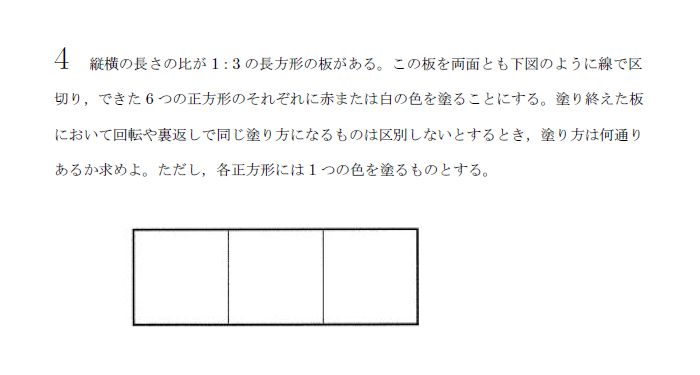 4 縦横の長さの比が 1 : 3 の長方形の板がある。この板を両面とも下図のように線で区
切り，できた 6 つの正方形のそれぞれに赤または白の色を塗ることにする。塗り終えた板
において回転や裏返しで同じ塗り方になるものは区別しないとするとき，塗り方は何通り
あるか求めよ。ただし，各正方形には 1 つの色を塗るものとする。